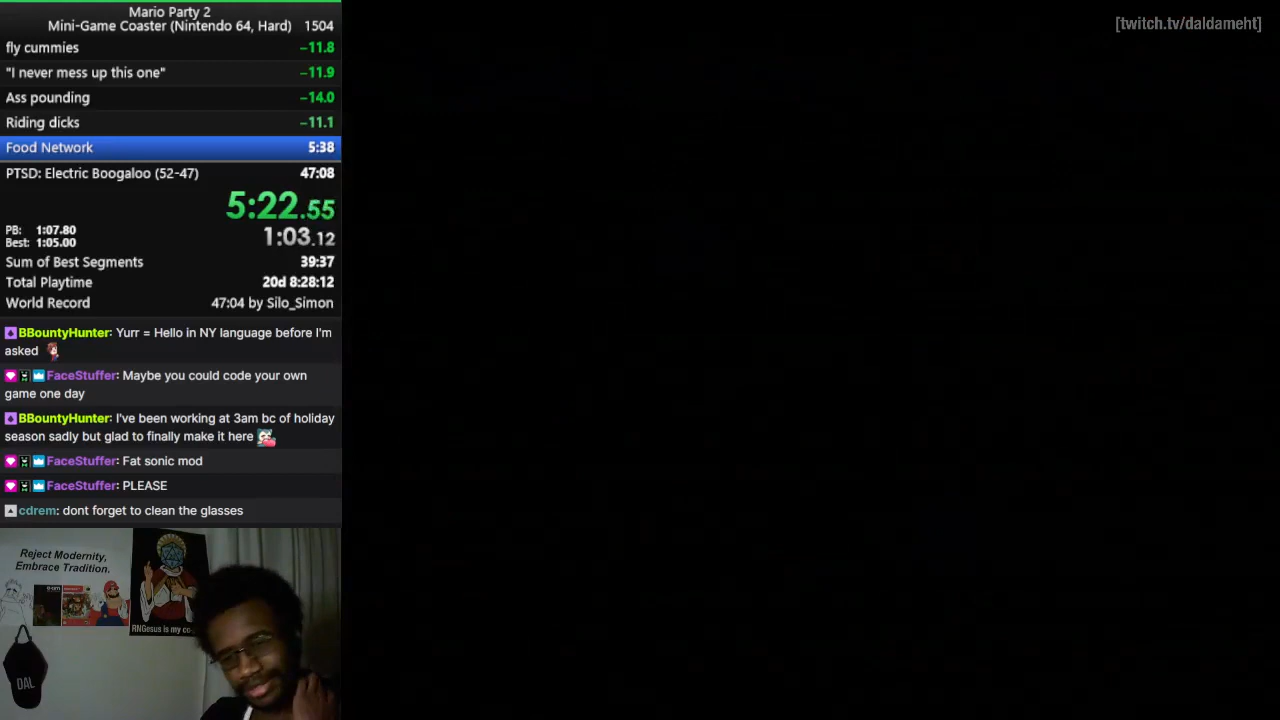 Mario Party 2
Mini-Game Coaster (Nintendo 64, Hard) 1504
[twitch.tv/daldameht]
fly cummies −11.8
"I never mess up this one" −11.9
Ass pounding −14.0
Riding dicks −11.1
Food Network 5:38
PTSD: Electric Boogaloo (52-47) 47:08
5:22.55
PB: 1:07.80
Best: 1:05.00
1:03.12
Sum of Best Segments 39:37
Total Playtime 20d 8:28:12
World Record 47:04 by Silo_Simon
BBountyHunter: Yurr = Hello in NY language before I'm
asked
FaceStuffer: Maybe you could code your own
game one day
BBountyHunter: I've been working at 3am bc of holiday
season sadly but glad to finally make it here
FaceStuffer: Fat sonic mod
FaceStuffer: PLEASE
cdrem: dont forget to clean the glasses
Reject Modernity,
Embrace Tradition.
RNGesus is my co-
DAL